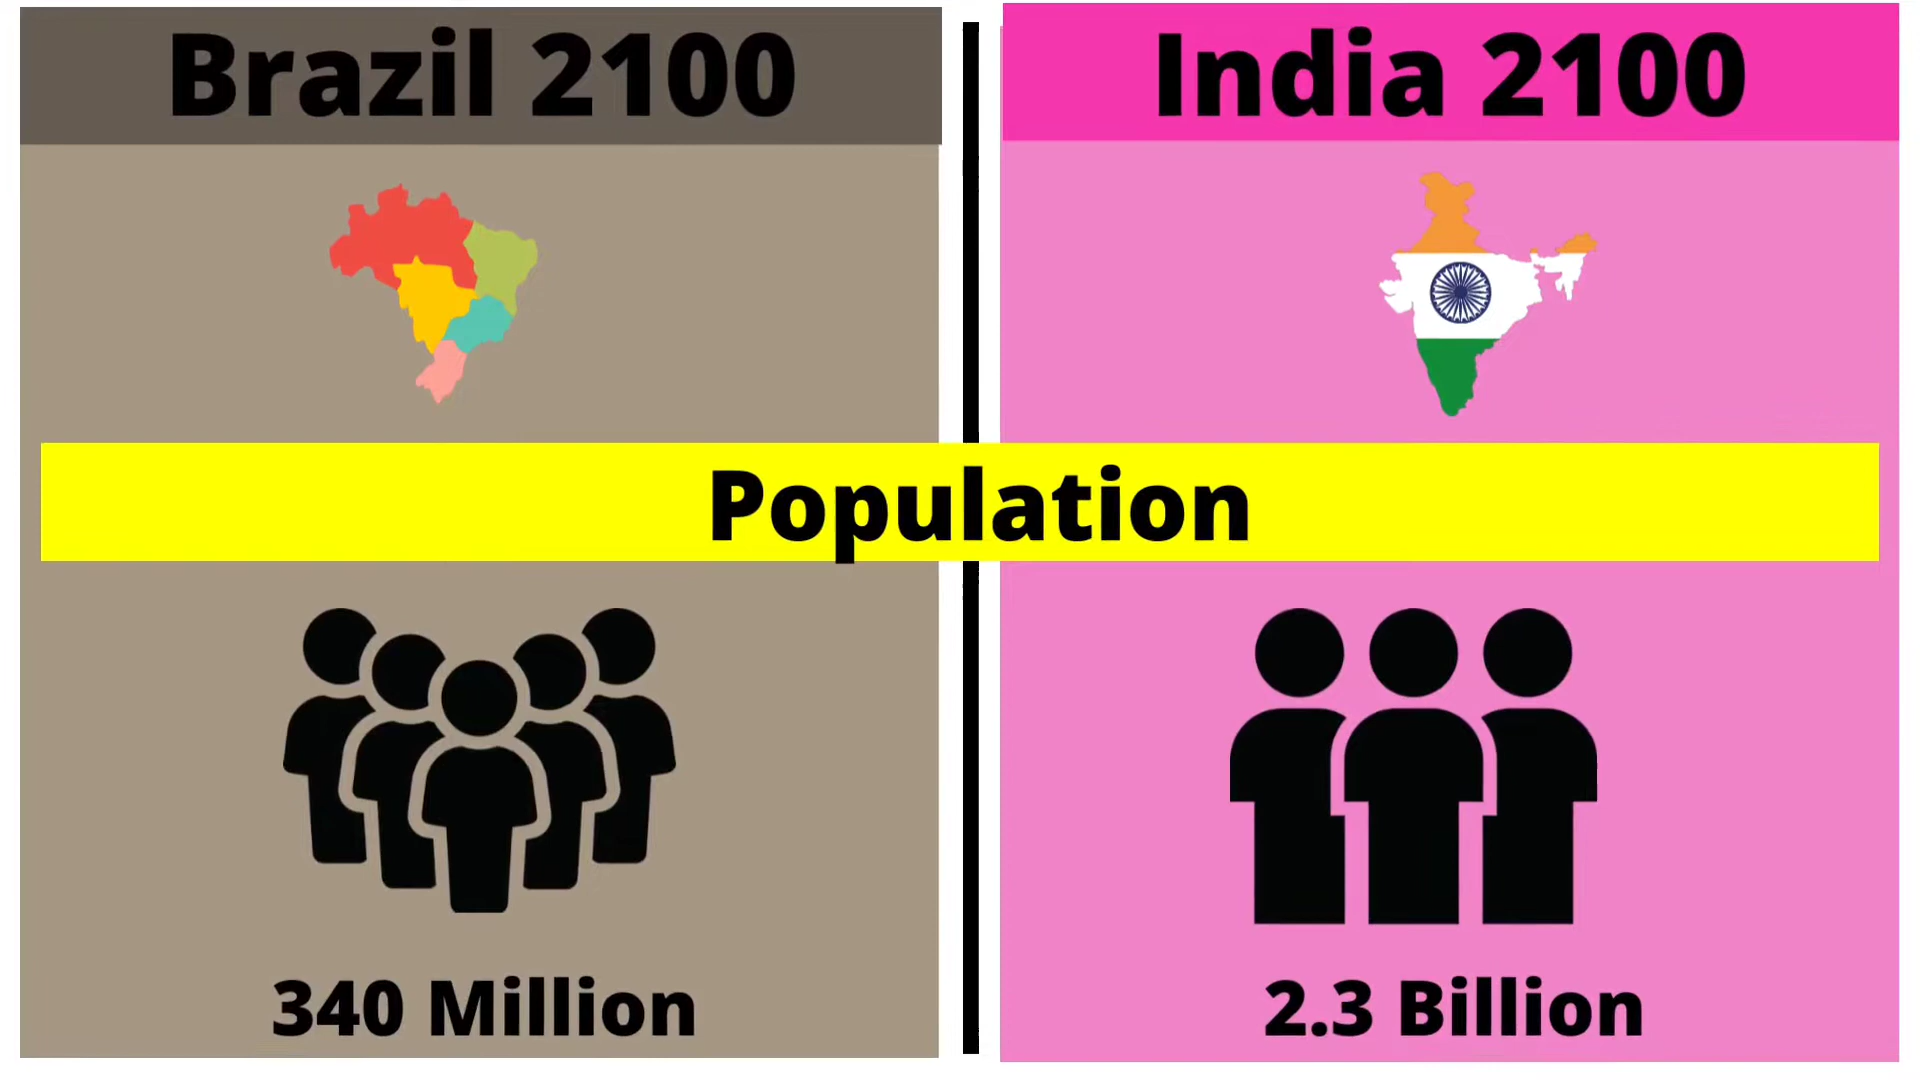 Brazil 2100
India 2100
Population
340 Million
2.3 Billion